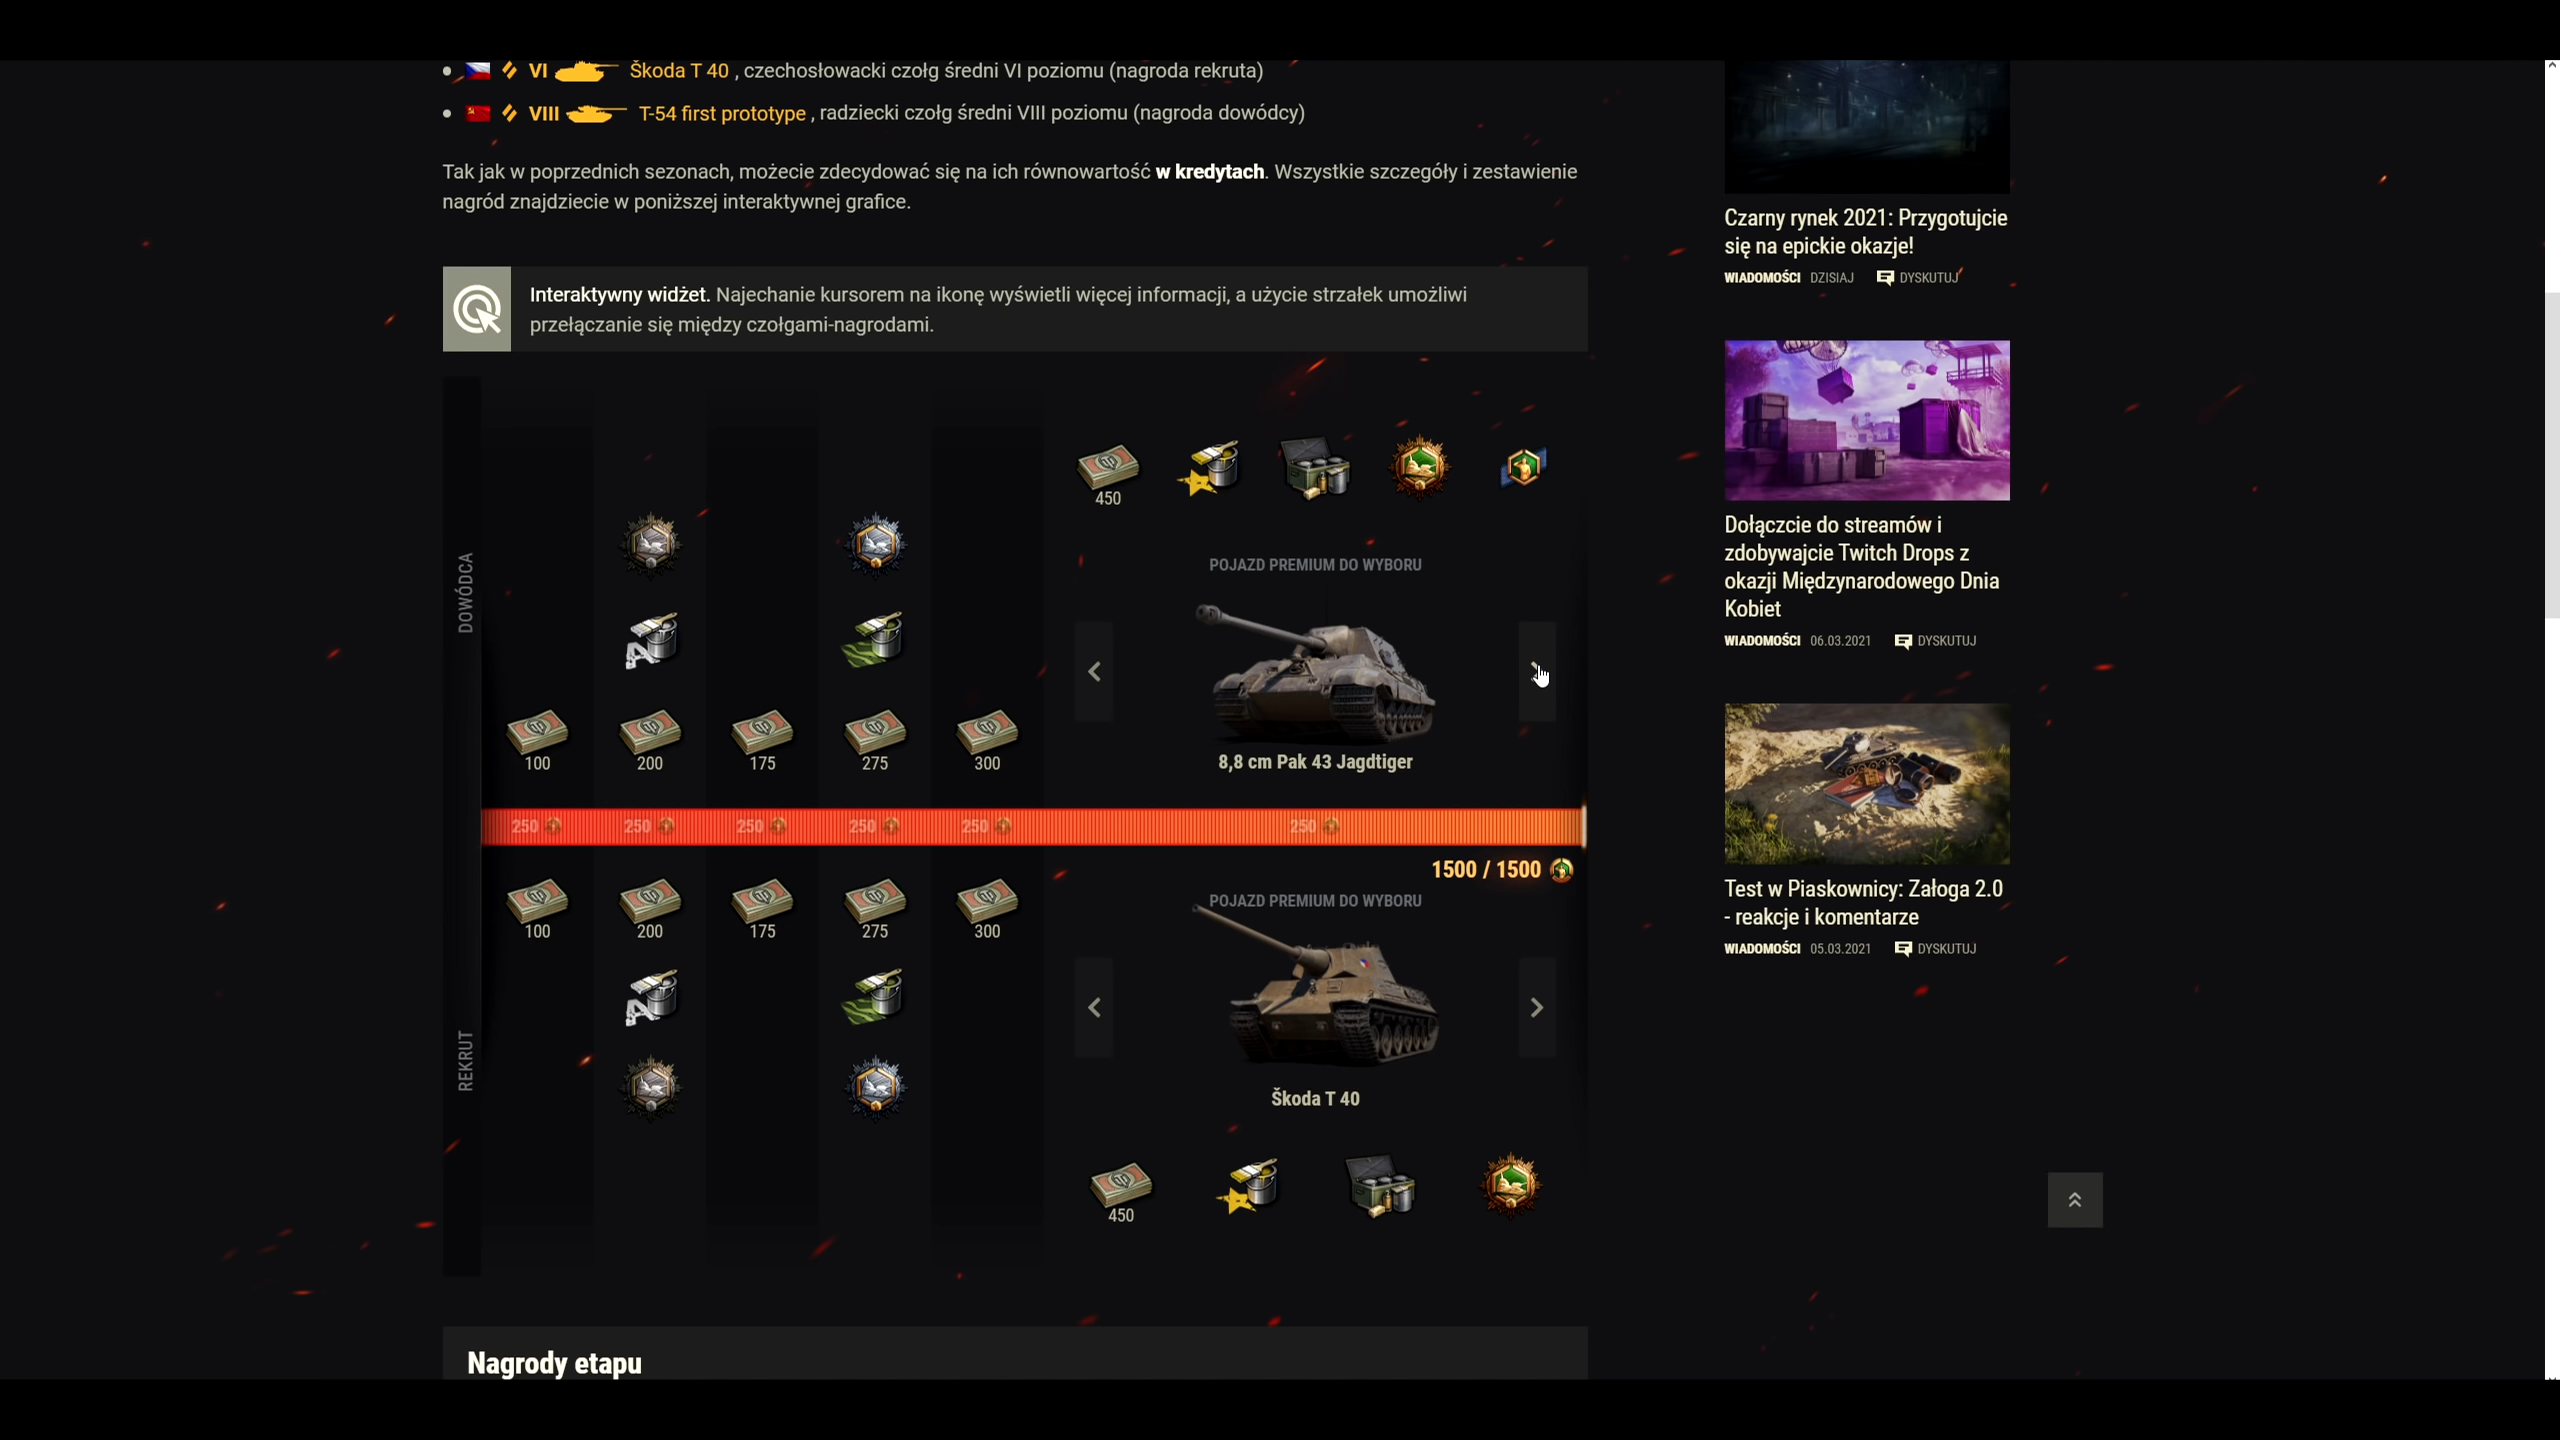 VI Škoda T 40 , czechosłowacki czołg średni VI poziomu (nagroda rekruta)
VIII T-54 first prototype , radziecki czołg średni VIII poziomu (nagroda dowódcy)
Tak jak w poprzednich sezonach, możecie zdecydować się na ich równowartość w kredytach. Wszystkie szczegóły i zestawienie
nagród znajdziecie w poniższej interaktywnej grafice.
Interaktywny widżet. Najechanie kursorem na ikonę wyświetli więcej informacji, a użycie strzałek umożliwi
przełączanie się między czołgami-nagrodami.
DOWÓDCA
450
POJAZD PREMIUM DO WYBORU
8,8 cm Pak 43 Jagdtiger
100 200 175 275 300
250 250 250 250 250 250
1500 / 1500
REKRUT
100 200 175 275 300
POJAZD PREMIUM DO WYBORU
Škoda T 40
450
Nagrody etapu
Czarny rynek 2021: Przygotujcie
się na epickie okazje!
WIADOMOŚCI DZISIAJ DYSKUTUJ
Dołączcie do streamów i
zdobywajcie Twitch Drops z
okazji Międzynarodowego Dnia
Kobiet
WIADOMOŚCI 06.03.2021 DYSKUTUJ
Test w Piaskownicy: Załoga 2.0
- reakcje i komentarze
WIADOMOŚCI 05.03.2021 DYSKUTUJ